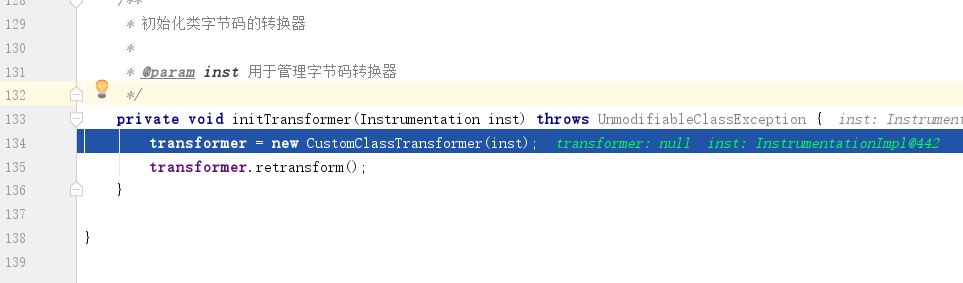 128 /**
129 * 初始化类字节码的转换器
130 *
131 * @param inst 用于管理字节码转换器
132 */
133 private void initTransformer(Instrumentation inst) throws UnmodifiableClassException { inst: Instrument
134 transformer = new CustomClassTransformer(inst); transformer: null inst: InstrumentationImpl@442
135 transformer.retransform();
136 }
137
138 }
139